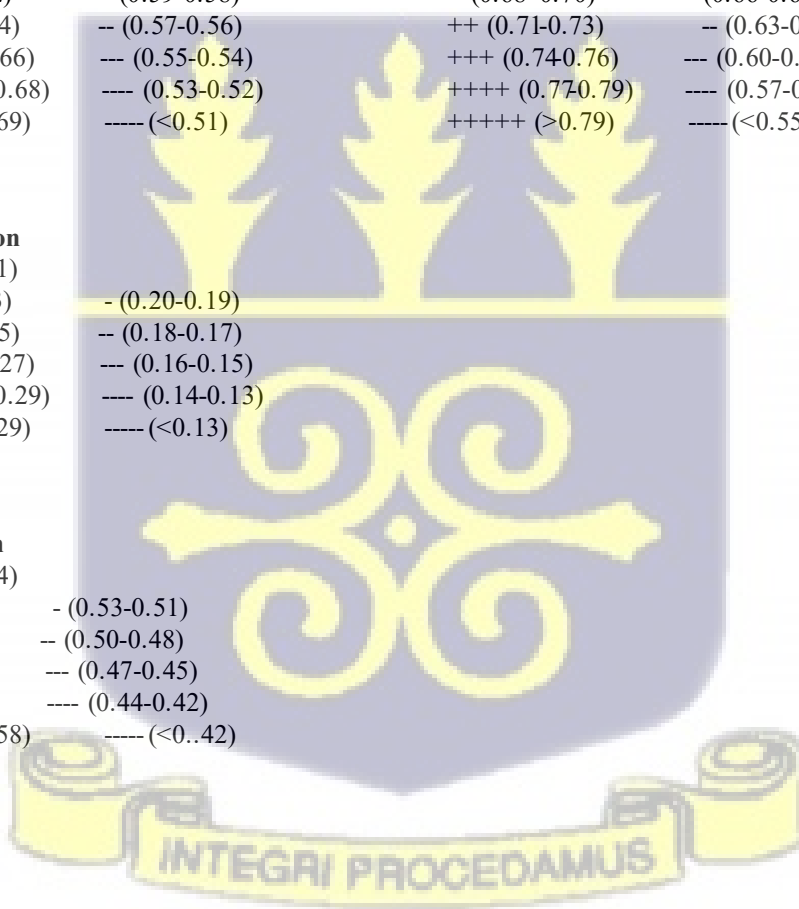 4) -- (0.57-0.56) ++ (0.71-0.73) -- (0.63-0
66) --- (0.55-0.54) +++ (0.74-0.76) --- (0.60-0.
0.68) ---- (0.53-0.52) ++++ (0.77-0.79) ---- (0.57-0
69) ----- (<0.51) +++++ (>0.79) ----- (<0.55
on
1)
) - (0.20-0.19)
5) -- (0.18-0.17)
27) --- (0.16-0.15)
0.29) ---- (0.14-0.13)
29) ----- (<0.13)
4)
- (0.53-0.51)
-- (0.50-0.48)
--- (0.47-0.45)
---- (0.44-0.42)
58) ----- (<0..42)
INTEGRI PROCEDAMUS